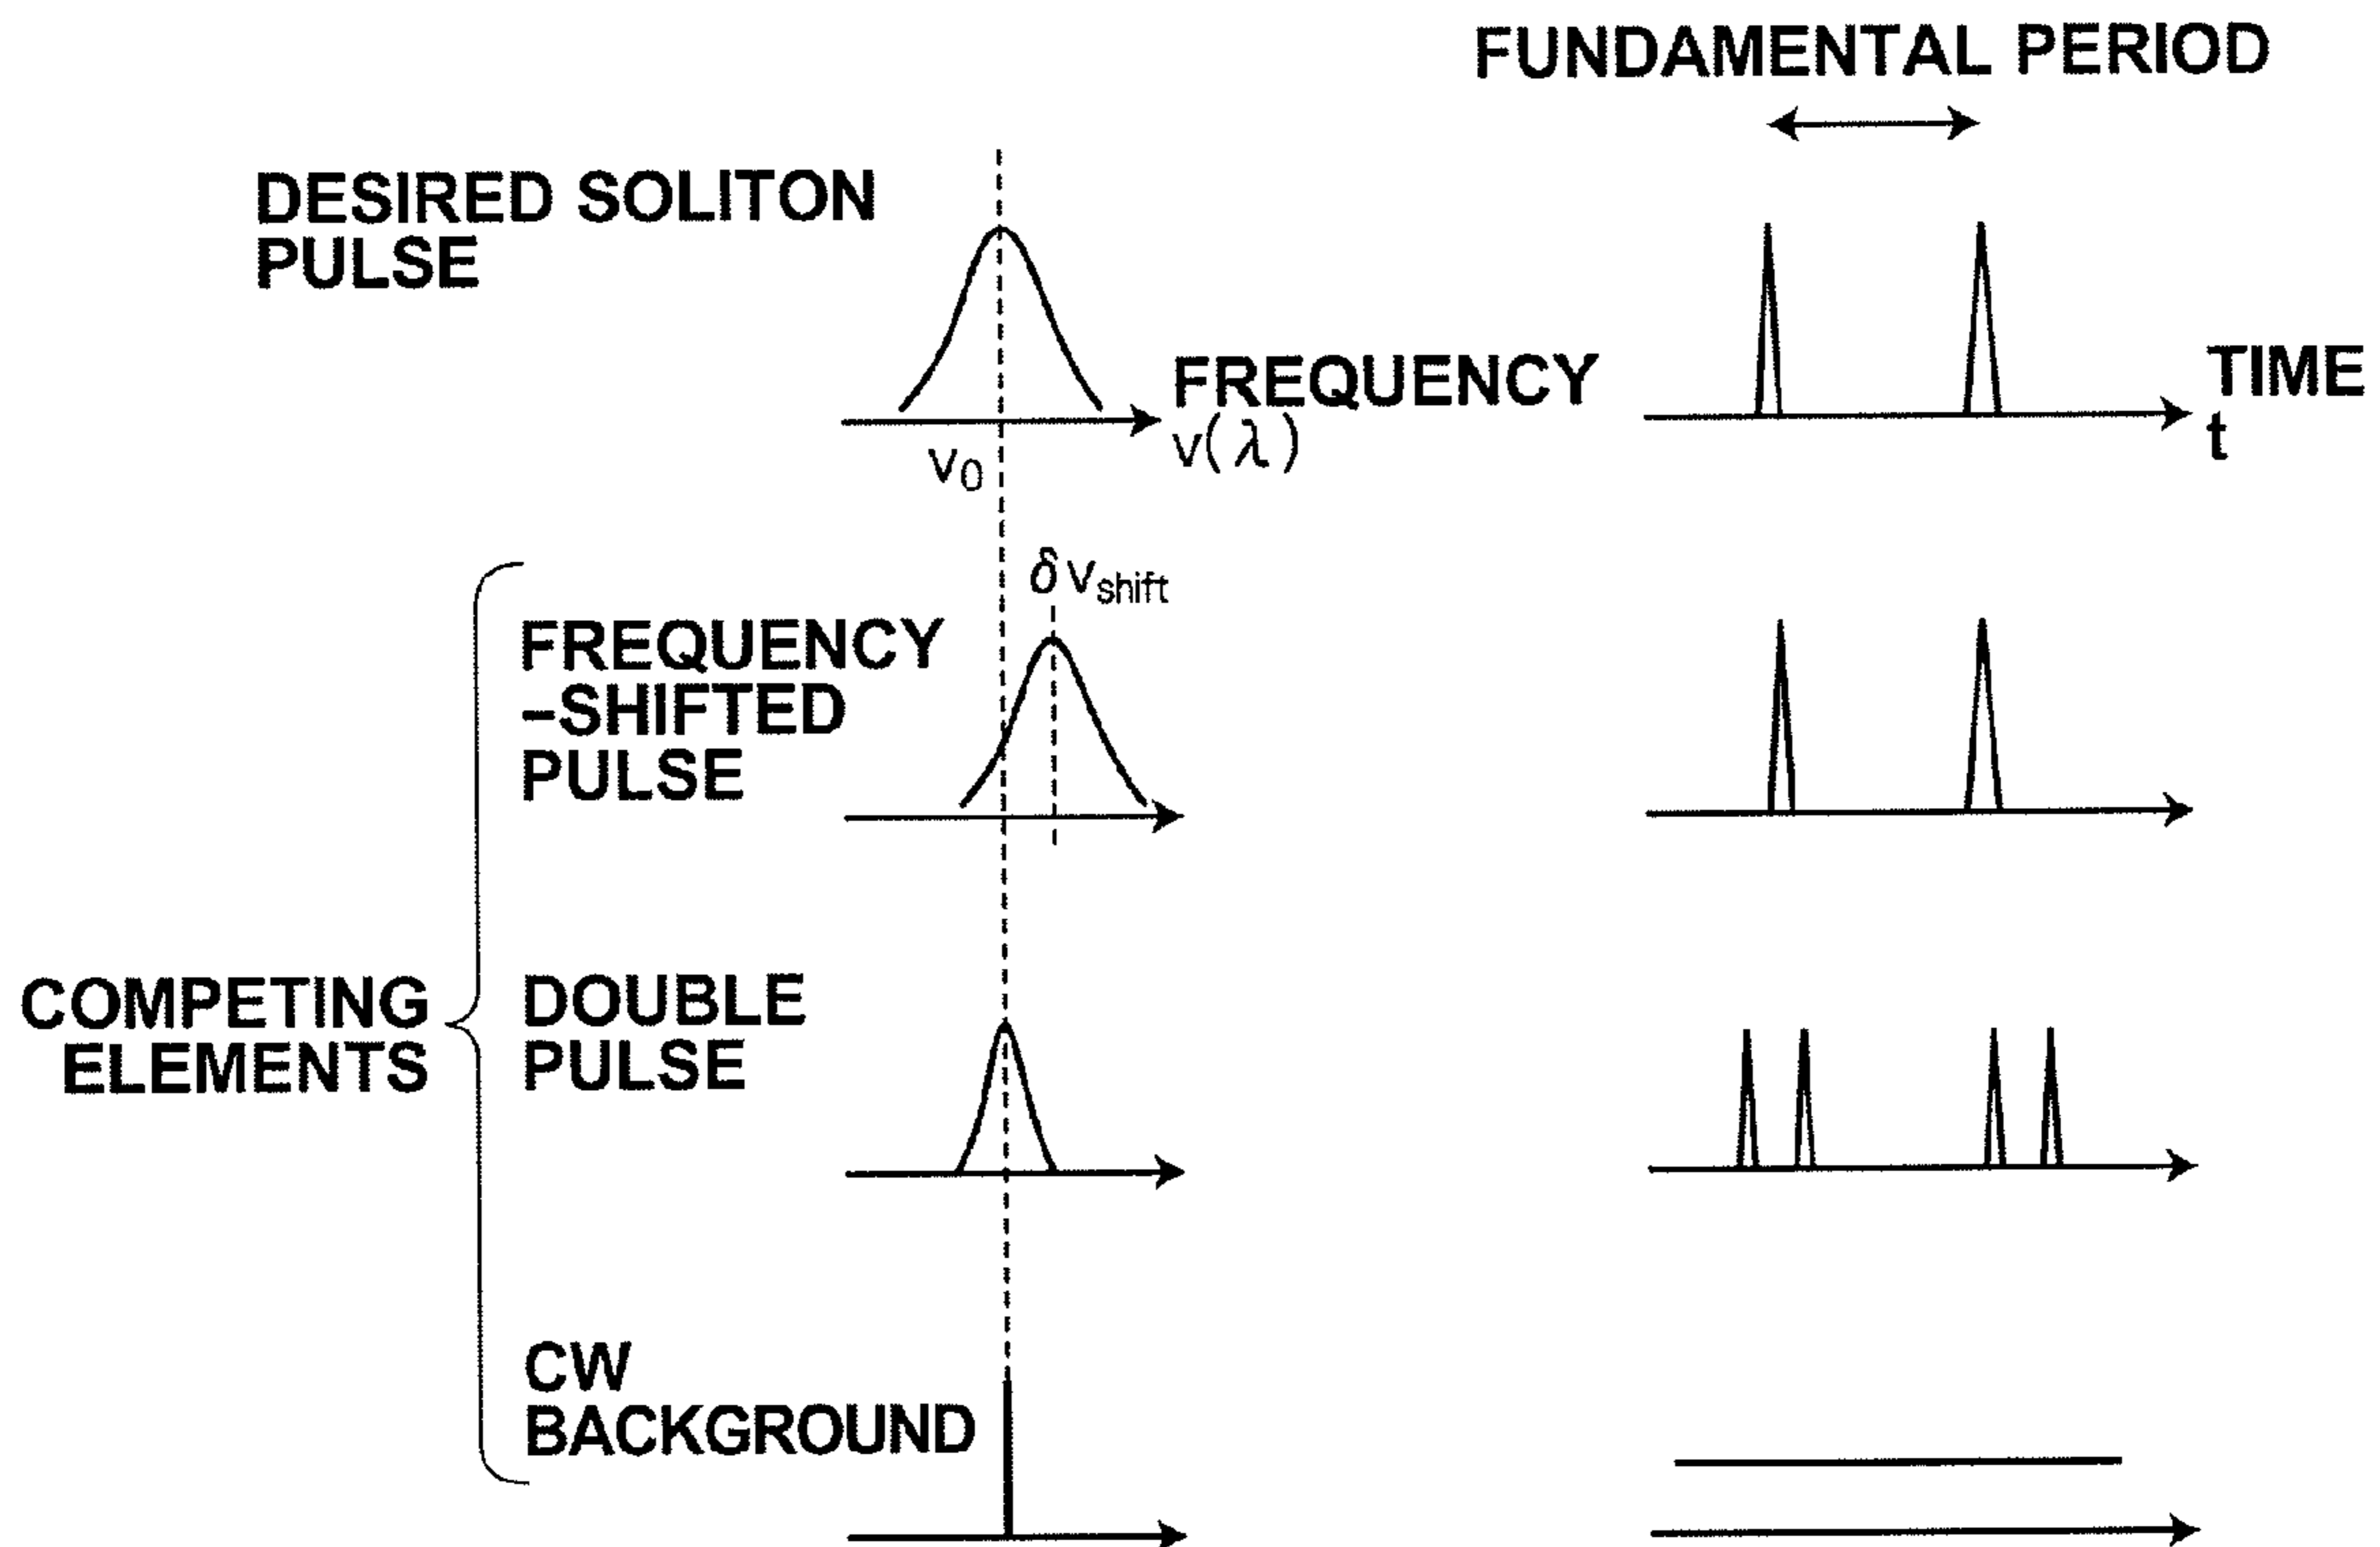 FUNDAMENTAL PERIOD
DESIRED SOLITON
PULSE
FREQUENCY
ν(λ)
ν0
TIME
t
δνshift
FREQUENCY
-SHIFTED
PULSE
COMPETING
ELEMENTS
DOUBLE
PULSE
CW
BACKGROUND